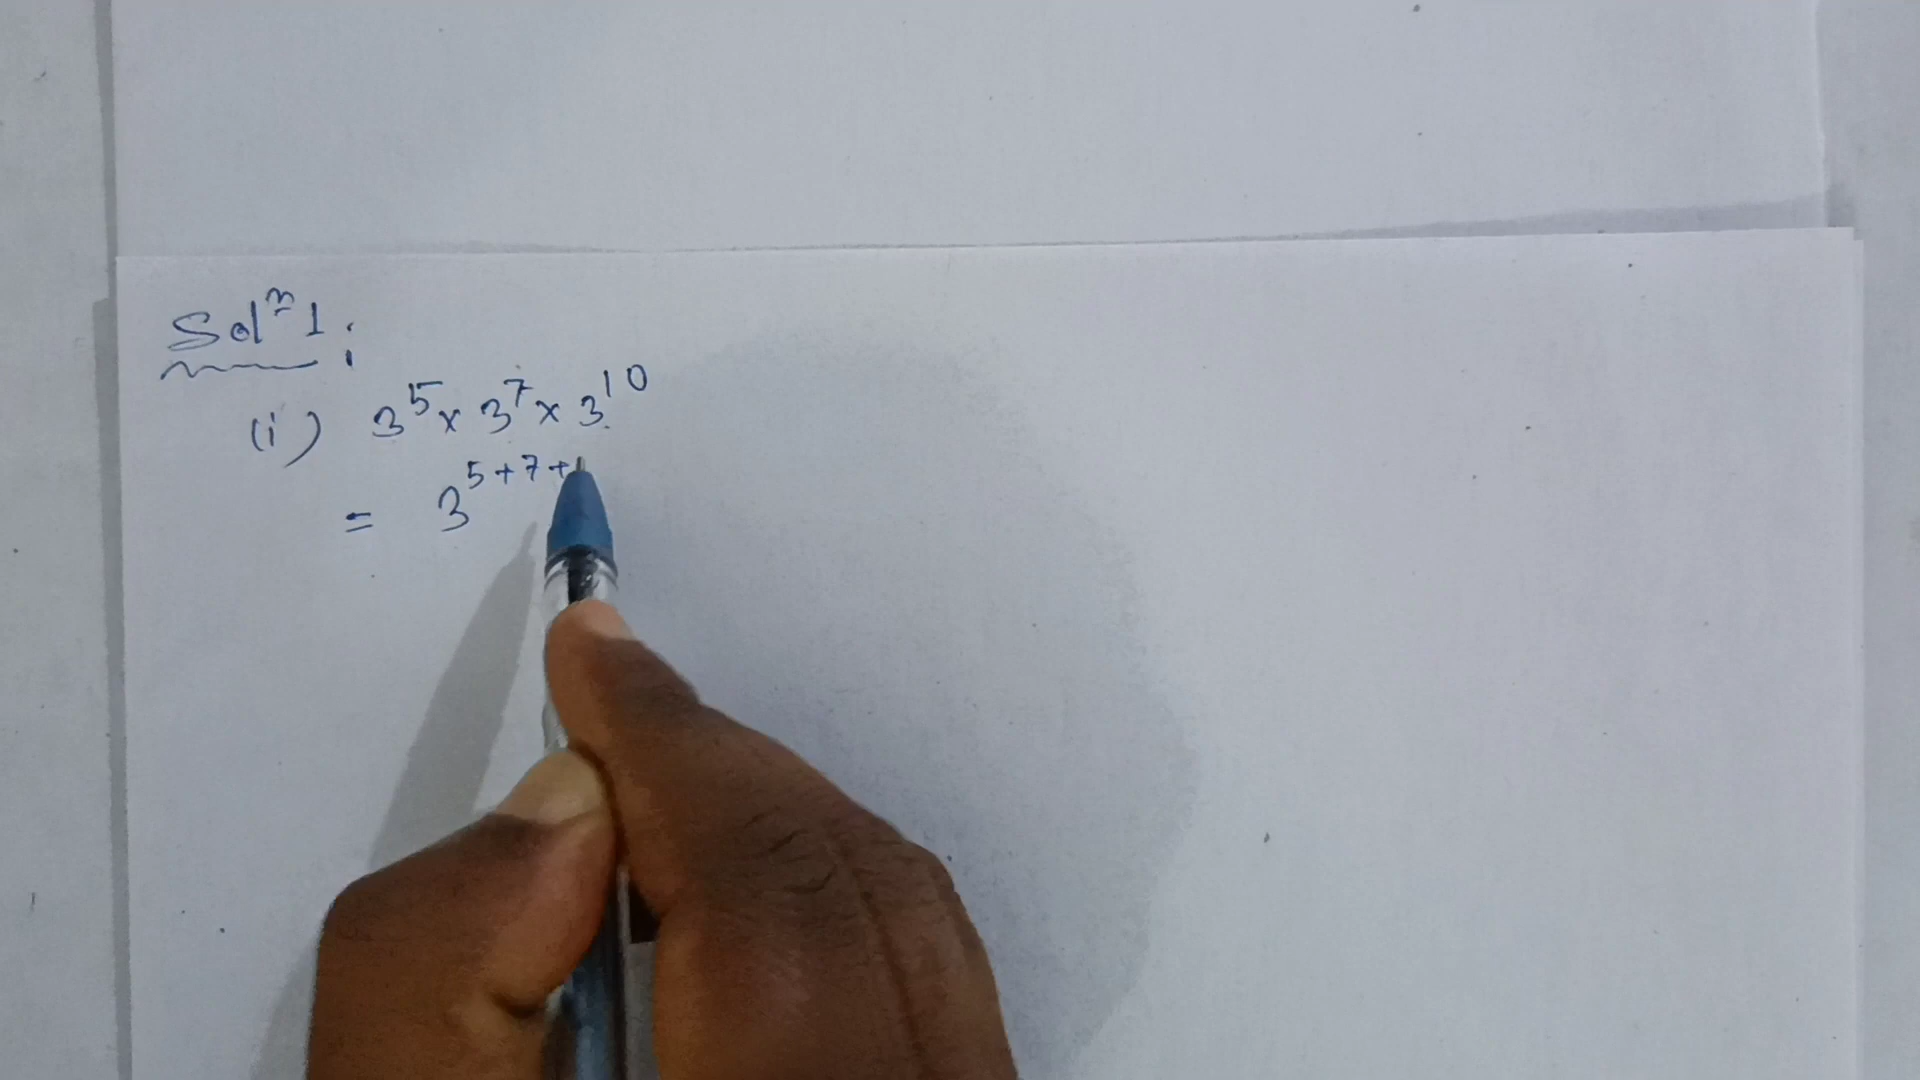 Solⁿ 1:
(i) 3⁵ x 3⁷ x 3¹⁰
= 3⁵⁺⁷⁺